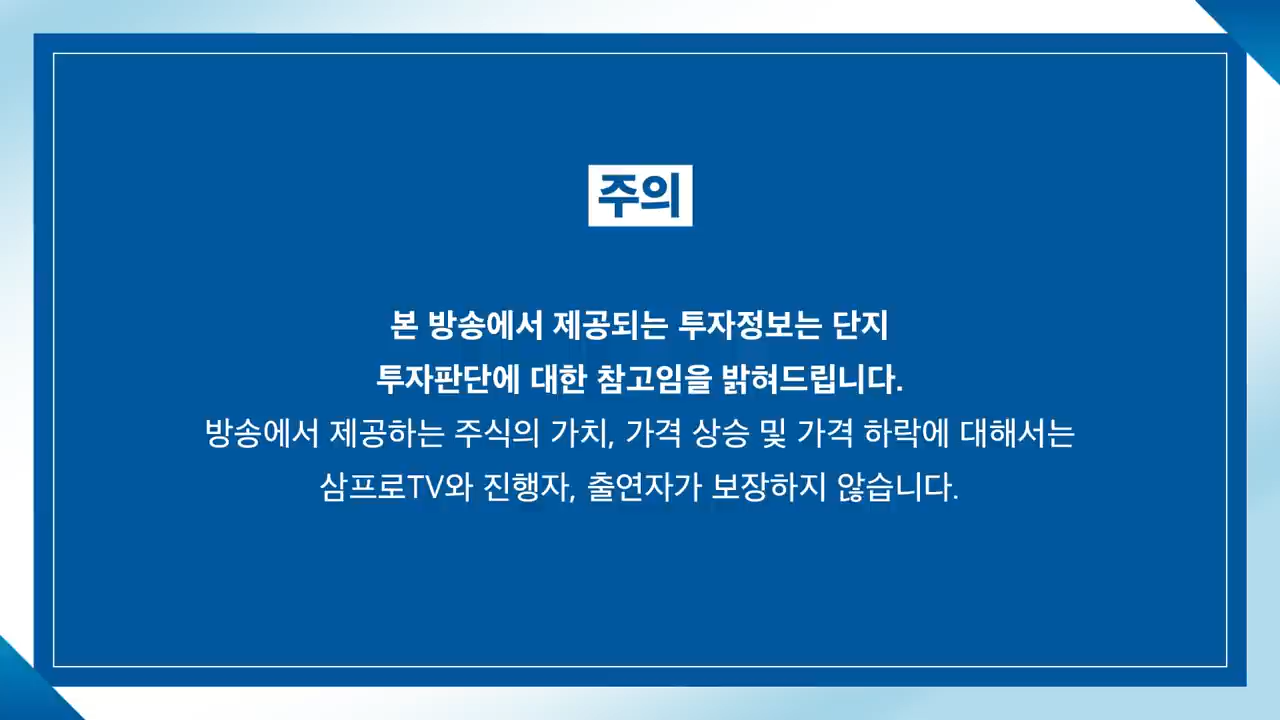 주의
본 방송에서 제공되는 투자정보는 단지
투자판단에 대한 참고임을 밝혀드립니다.
방송에서 제공하는 주식의 가치, 가격 상승 및 가격 하락에 대해서는
삼프로TV와 진행자, 출연자가 보장하지 않습니다.